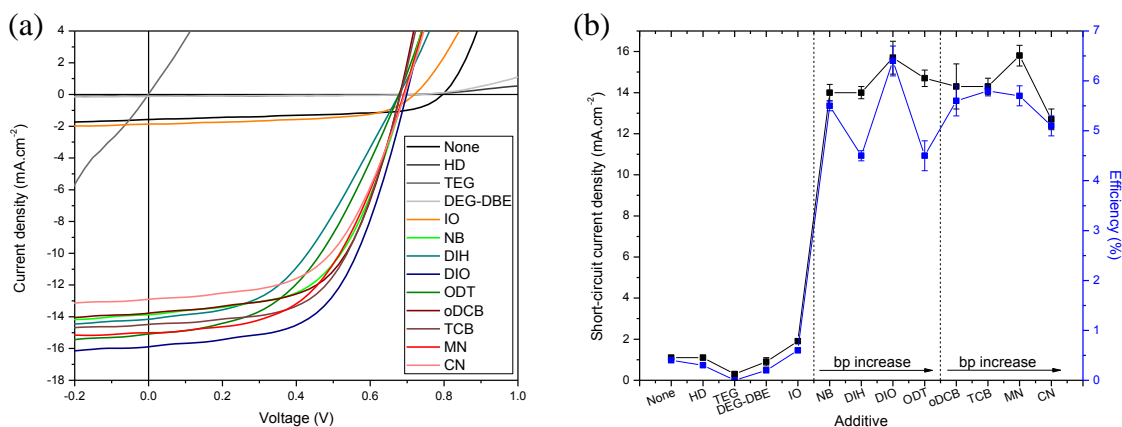 (a)
4
2
0
-2
-4
-6
-8
-10
-12
-14
-16
-18
Current density (mA.cm⁻²)
-0.2
0.0
0.2
0.4
0.6
0.8
1.0
Voltage (V)
None
HD
TEG
DEG-DBE
IO
NB
DIH
DIO
ODT
oDCB
TCB
MN
CN
(b)
16
14
12
10
8
6
4
2
0
Short-circuit current density (mA.cm⁻²)
7
6
5
4
3
2
1
0
Efficiency (%)
bp increase
bp increase
None
HD
TEG
DEG-DBE
IO
NB
DIH
DIO
ODT
oDCB
TCB
MN
CN
Additive